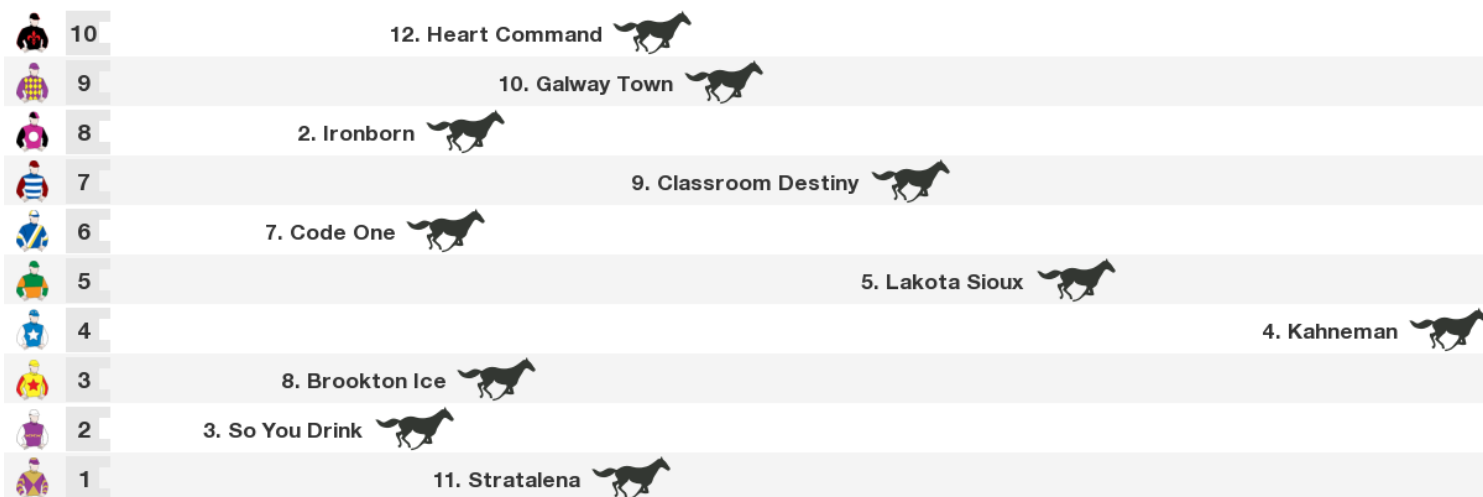 10 12. Heart Command
9 10. Galway Town
8 2. Ironborn
7 9. Classroom Destiny
6 7. Code One
5 5. Lakota Sioux
4 4. Kahneman
3 8. Brookton Ice
2 3. So You Drink
1 11. Stratalena